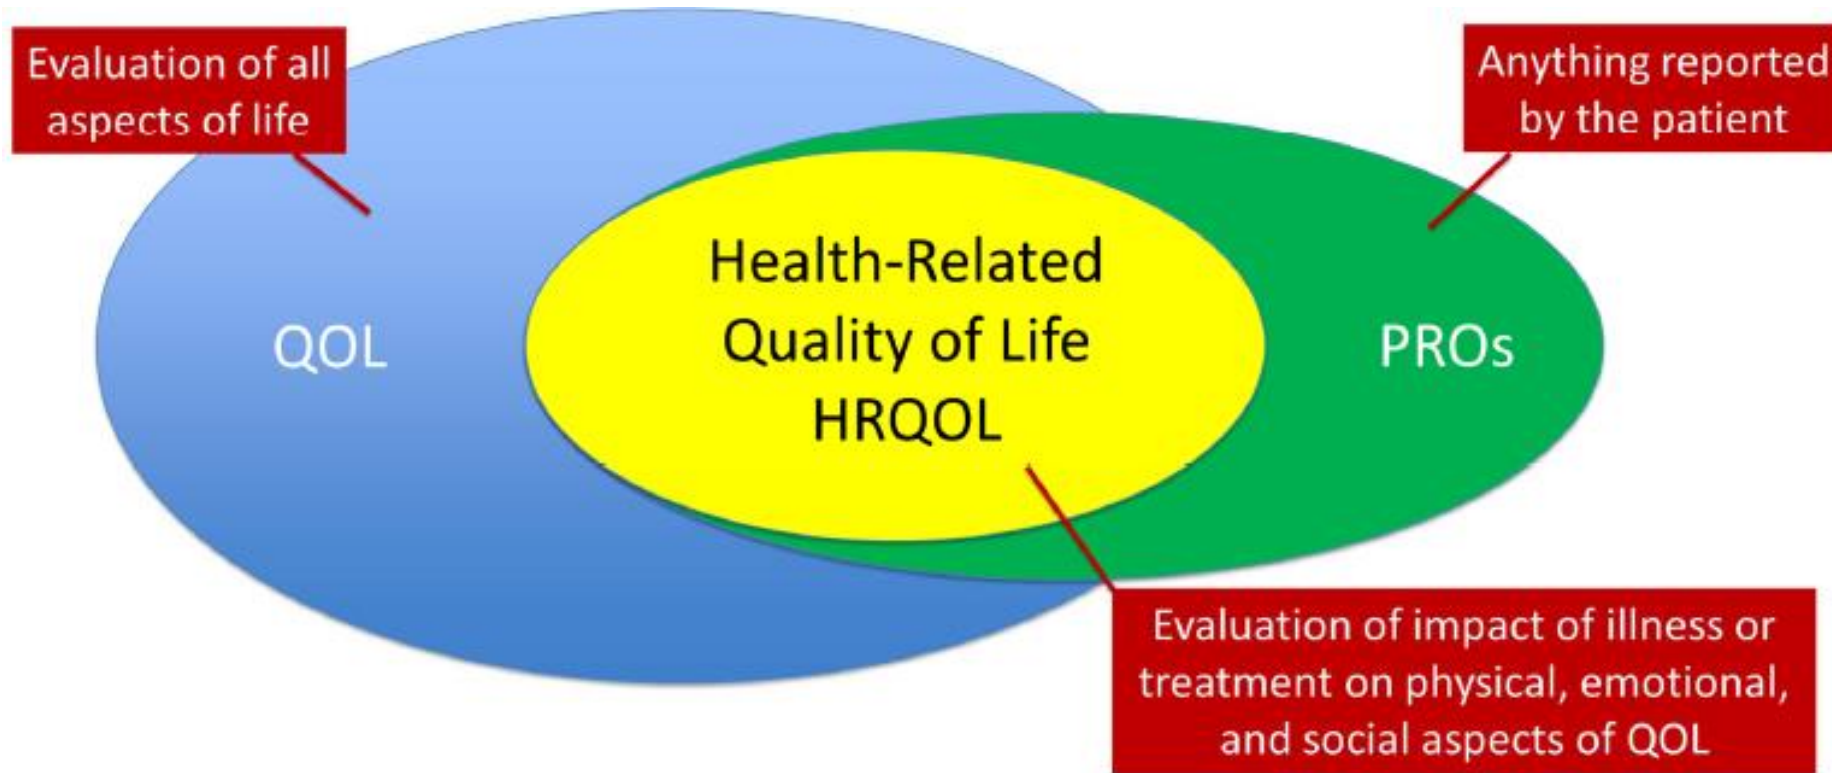 Evaluation of all
aspects of life
Anything reported
by the patient
Health-Related
Quality of Life
HRQOL
QOL
PROs
Evaluation of impact of illness or
treatment on physical, emotional,
and social aspects of QOL